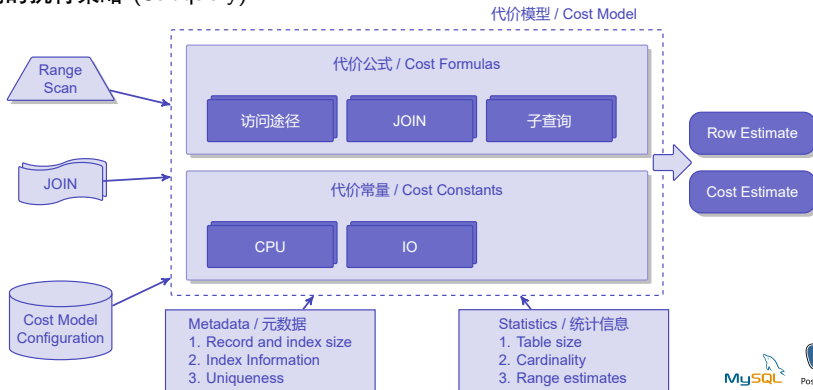 (Subquery)
代价模型 / Cost Model
代价公式 / Cost Formulas
Range
Scan
访问途径
JOIN
子查询
Row Estimate
JOIN
代价常量 / Cost Constants
Cost Estimate
CPU
IO
Cost Model
Configuration
Metadata / 元数据
1. Record and index size
2. Index Information
3. Uniqueness
Statistics / 统计信息
1. Table size
2. Cardinality
3. Range estimates
MySQL